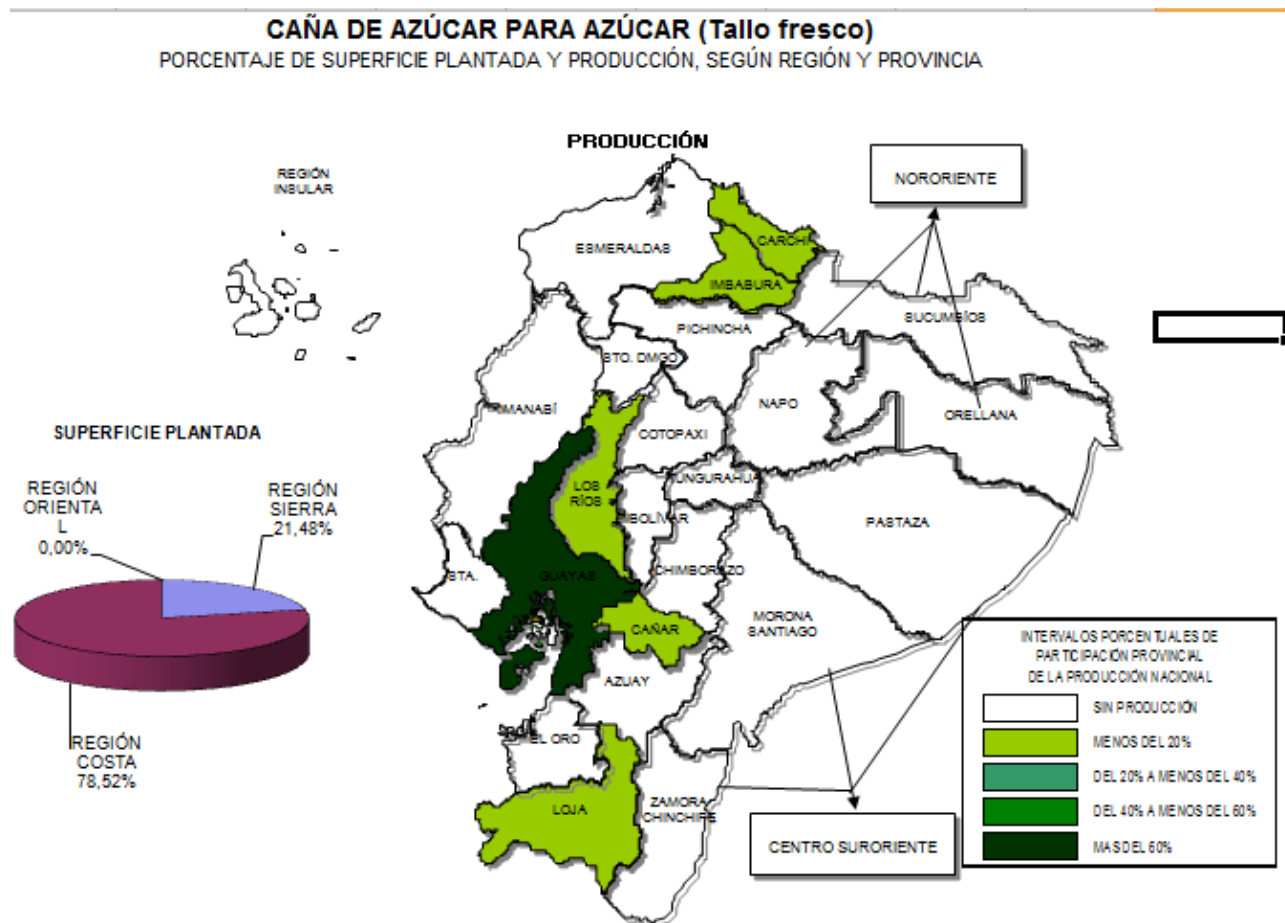 CAÑA DE AZÚCAR PARA AZÚCAR (Tallo fresco)
PORCENTAJE DE SUPERFICIE PLANTADA Y PRODUCCIÓN, SEGÚN REGIÓN Y PROVINCIA
PRODUCCIÓN
REGIÓN
INSULAR
NORORIENTE
ESMERALDAS
CARCHI
IMBABURA
SUCUMBÍOS
PICHINCHA
STO. DMGO
NAPO
ORELLANA
MANABÍ
COTOPAXI
SUPERFICIE PLANTADA
REGIÓN
ORIENTA
L
0,00%
REGIÓN
SIERRA
21,48%
REGIÓN
COSTA
78,52%
LOS
RÍOS
TUNGURAHUA
BOLÍVAR
PASTAZA
STA.
GUAYAS
CHIMBORAZO
CAÑAR
MORONA
SANTIAGO
AZUAY
EL ORO
LOJA
ZAMORA
CHINCHIPE
CENTRO SURORIENTE
INTERVALOS PORCENTUALES DE
PARTICIPACIÓN PROVINCIAL
DE LA PRODUCCIÓN NACIONAL
SIN PRODUCCIÓN
MENOS DEL 20%
DEL 20% A MENOS DEL 40%
DEL 40% A MENOS DEL 60%
MAS DEL 60%